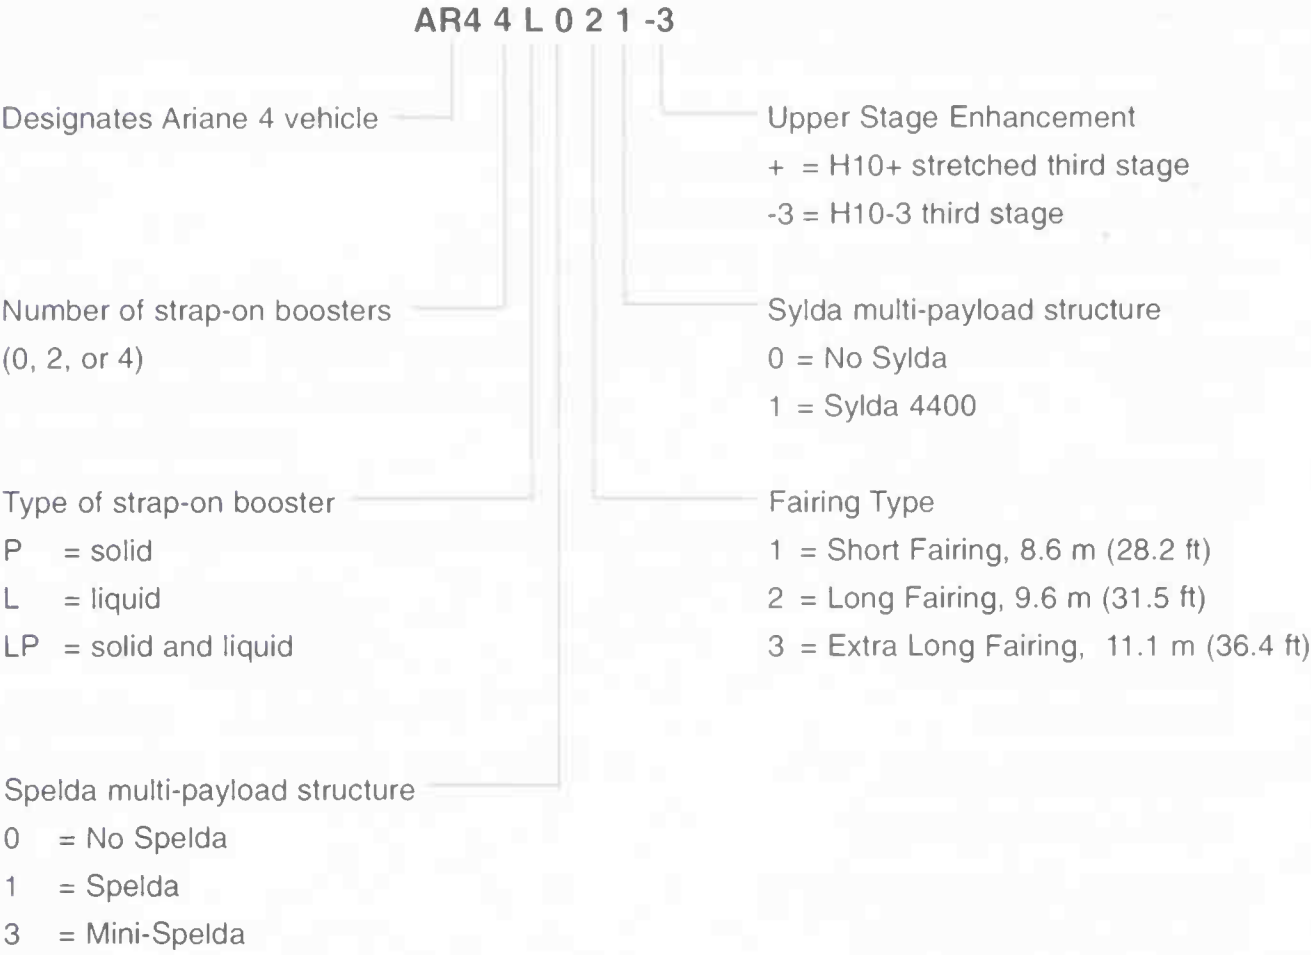 AR4 4 L 0 2 1 -3
Designates Ariane 4 vehicle
Number of strap-on boosters
(0, 2, or 4)
Type of strap-on booster
P = solid
L = liquid
LP = solid and liquid
Spelda multi-payload structure
0 = No Spelda
1 = Spelda
3 = Mini-Spelda
Upper Stage Enhancement
+ = H10+ stretched third stage
-3 = H10-3 third stage
Sylda multi-payload structure
0 = No Sylda
1 = Sylda 4400
Fairing Type
1 = Short Fairing, 8.6 m (28.2 ft)
2 = Long Fairing, 9.6 m (31.5 ft)
3 = Extra Long Fairing, 11.1 m (36.4 ft)